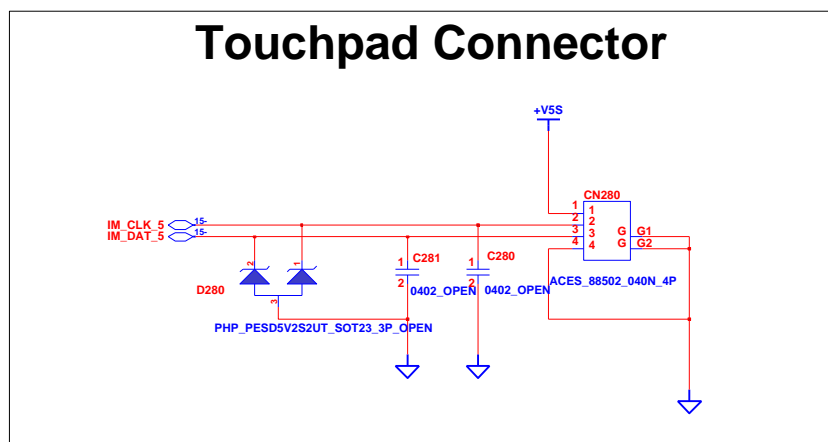 Touchpad Connector
+V5S
CN280
1 1
2 2
3 3 G G1
4 4 G G2
IM_CLK_5 15-
IM_DAT_5 15-
2 1
D280
3
1 C281
2
0402_OPEN
1 C280
2
0402_OPEN
ACES_88502_040N_4P
PHP_PESD5V2S2UT_SOT23_3P_OPEN